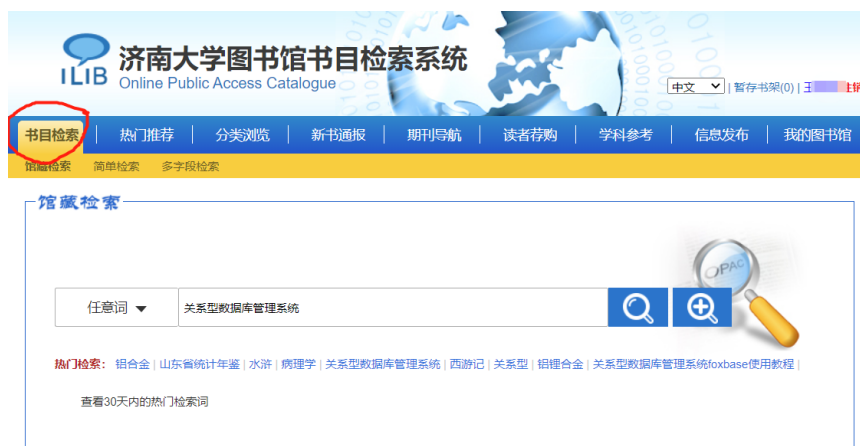 ILIB
济南大学图书馆书目检索系统
Online Public Access Catalogue
中文 | 暂存书架(0) | 王
书目检索 | 热门推荐 | 分类浏览 | 新书通报 | 期刊导航 | 读者荐购 | 学科参考 | 信息发布 | 我的图书馆
馆藏检索 简单检索 多字段检索
馆藏检索
OPAC
任意词 关系型数据库管理系统
热门检索: 铝合金 | 山东省统计年鉴 | 水浒 | 病理学 | 关系型数据库管理系统 | 西游记 | 关系型 | 铝锂合金 | 关系型数据库管理系统foxbase使用教程 |
查看30天内的热门检索词